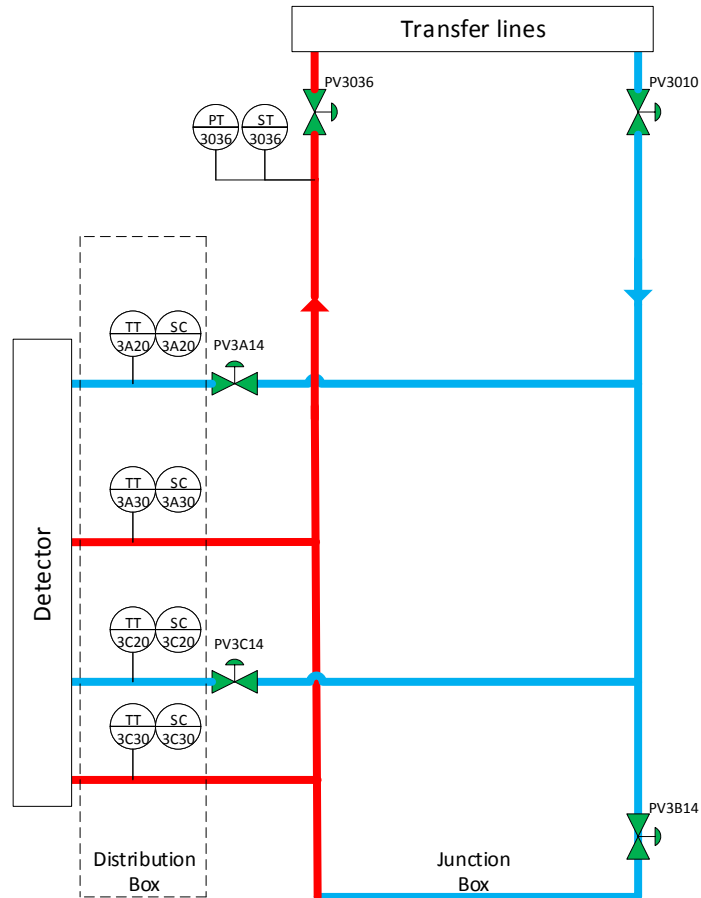 Transfer lines
PV3036
PV3010
PT
3036
ST
3036
TT
3A20
SC
3A20
PV3A14
TT
3A30
SC
3A30
Detector
TT
3C20
SC
3C20
PV3C14
TT
3C30
SC
3C30
PV3B14
Distribution
Box
Junction
Box